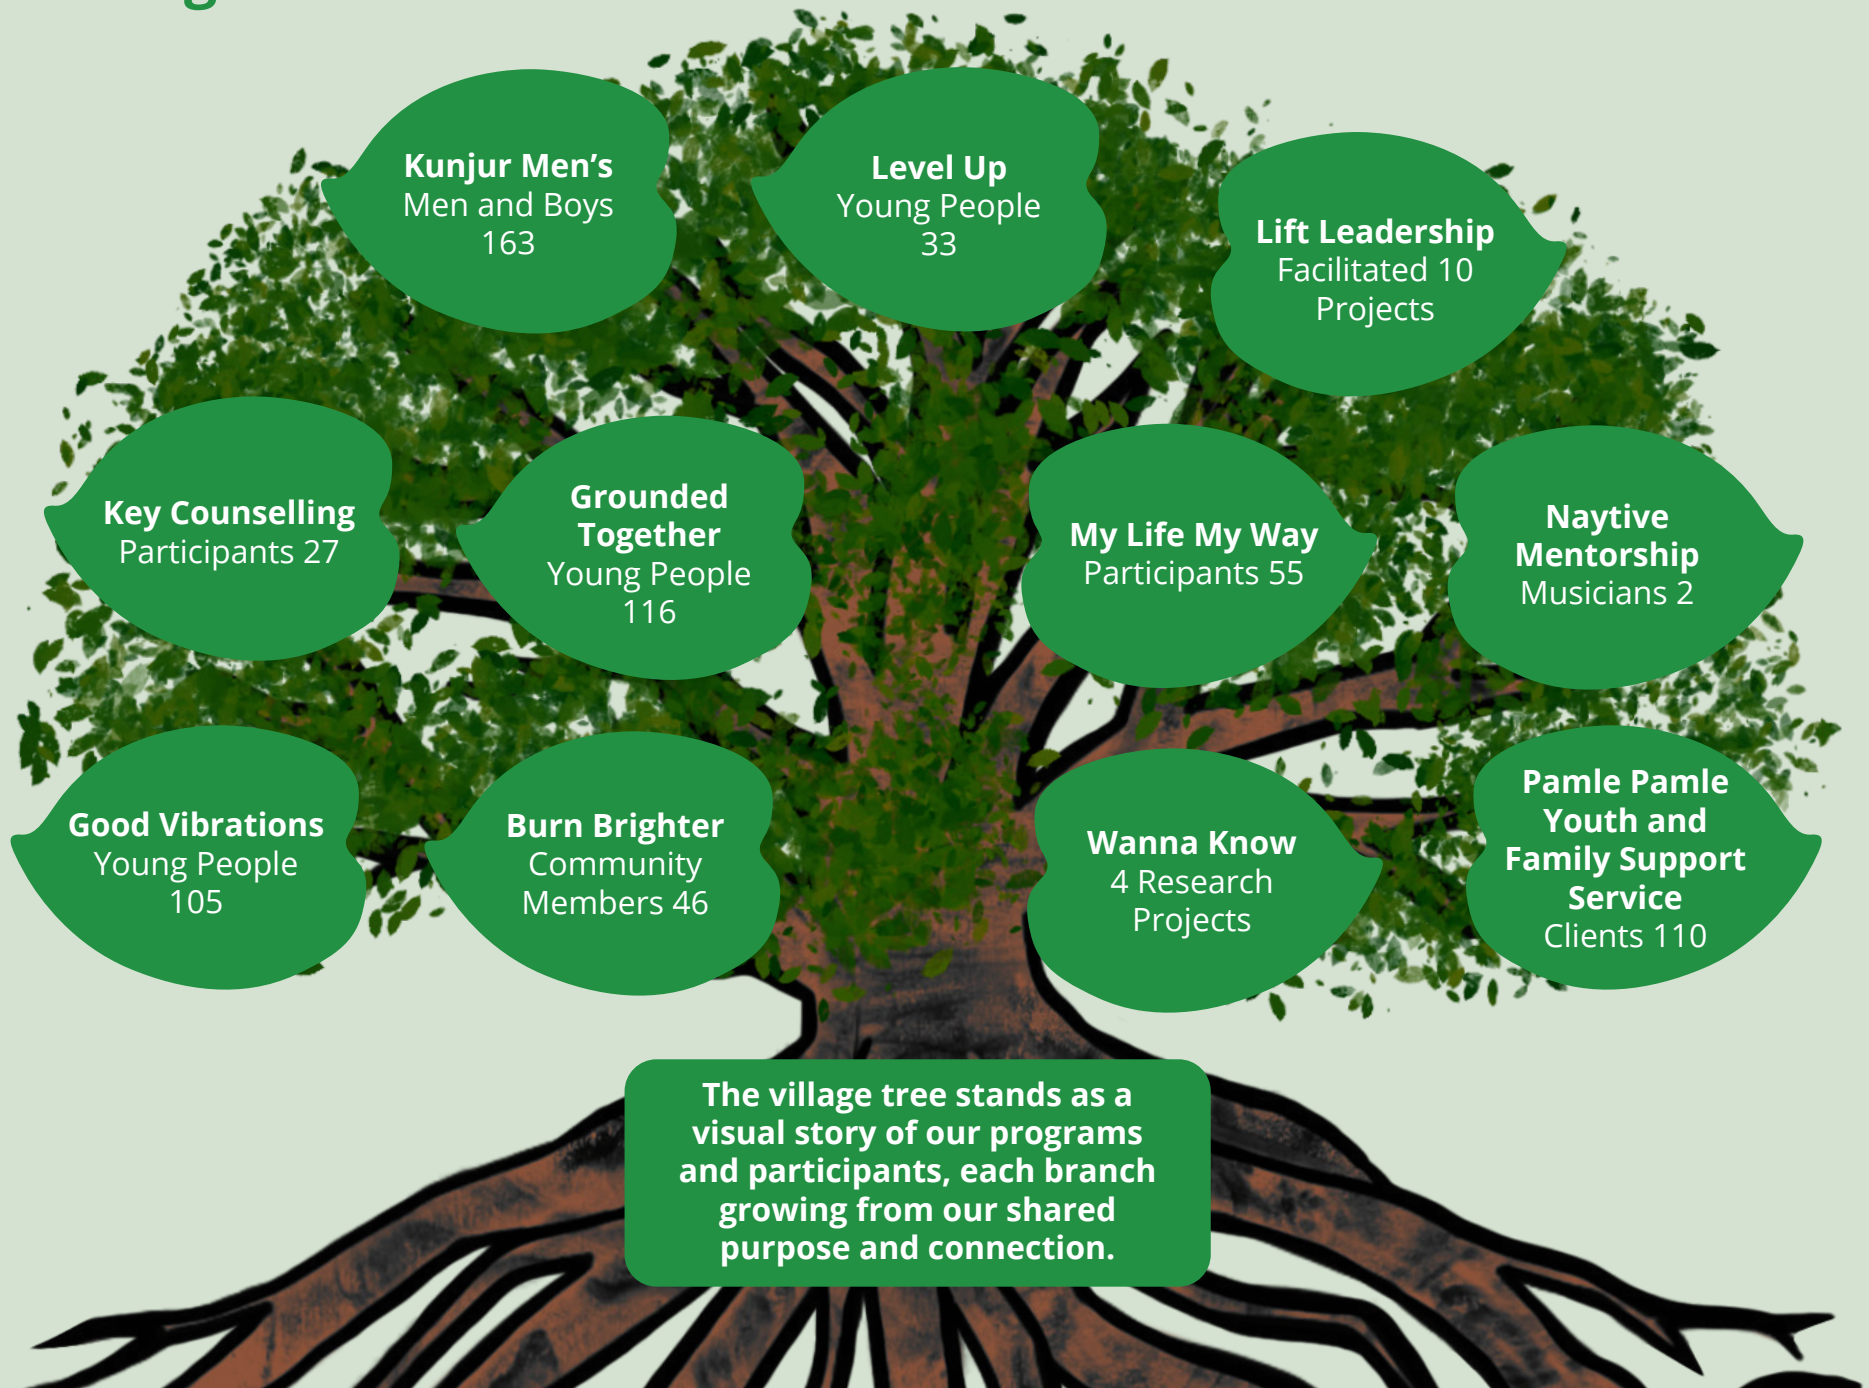 Kunjur Men’s
Men and Boys
163
Level Up
Young People
33
Lift Leadership
Facilitated 10
Projects
Key Counselling
Participants 27
Grounded
Together
Young People
116
My Life My Way
Participants 55
Naytive
Mentorship
Musicians 2
Good Vibrations
Young People
105
Burn Brighter
Community
Members 46
Wanna Know
4 Research
Projects
Pamle Pamle
Youth and
Family Support
Service
Clients 110
The village tree stands as a
visual story of our programs
and participants, each branch
growing from our shared
purpose and connection.